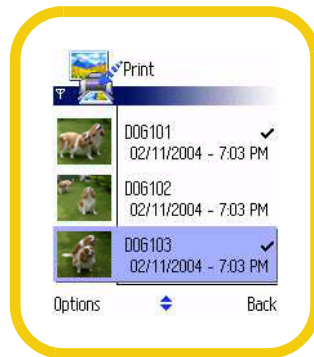 Print
D06101
02/11/2004 - 7:03 PM
D06102
02/11/2004 - 7:03 PM
D06103
02/11/2004 - 7:03 PM
Options Back